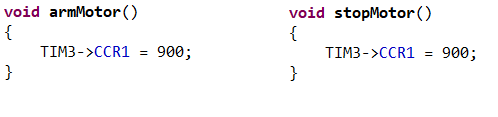 void armMotor()
{
    TIM3->CCR1 = 900;
}
void stopMotor()
{
    TIM3->CCR1 = 900;
}